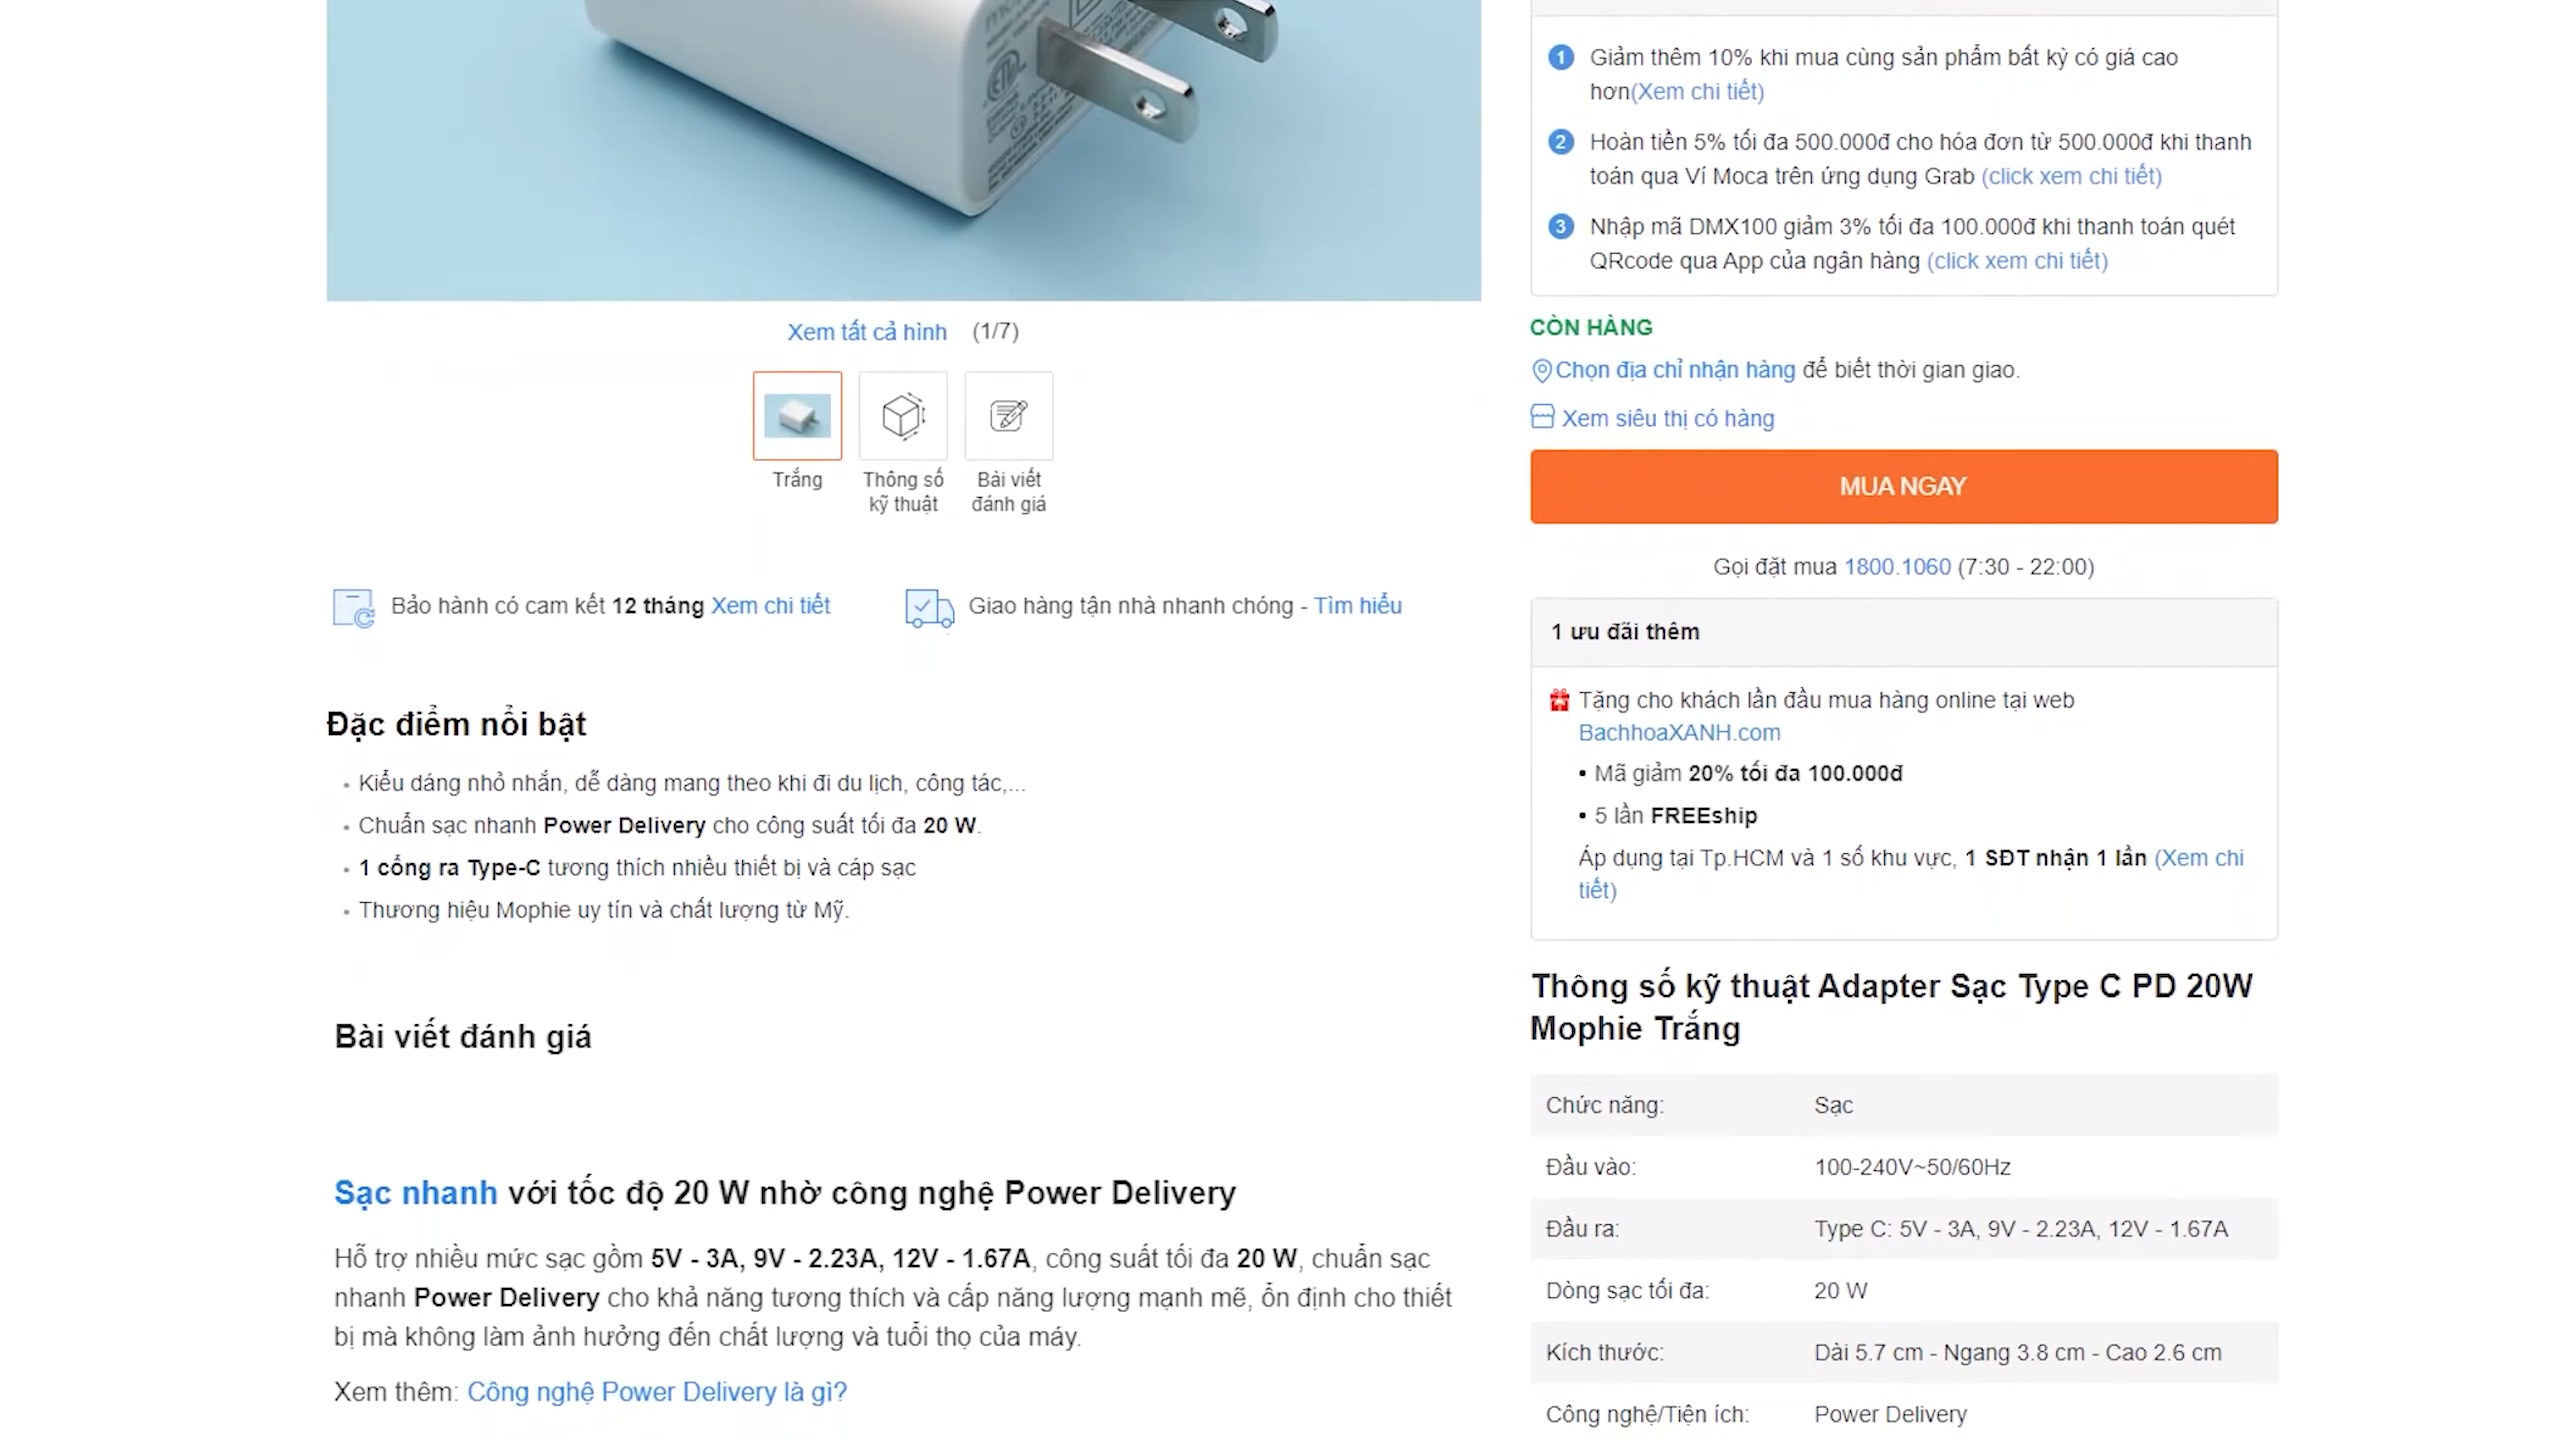 Xem tất cả hình (1/7)
Trắng
Thông số
kỹ thuật
Bài viết
đánh giá
Bảo hành có cam kết 12 tháng Xem chi tiết
Giao hàng tận nhà nhanh chóng - Tìm hiểu
Đặc điểm nổi bật
• Kiểu dáng nhỏ nhắn, dễ dàng mang theo khi đi du lịch, công tác,...
• Chuẩn sạc nhanh Power Delivery cho công suất tối đa 20 W.
• 1 cổng ra Type-C tương thích nhiều thiết bị và cáp sạc
• Thương hiệu Mophie uy tín và chất lượng từ Mỹ.
Bài viết đánh giá
Sạc nhanh với tốc độ 20 W nhờ công nghệ Power Delivery
Hỗ trợ nhiều mức sạc gồm 5V - 3A, 9V - 2.23A, 12V - 1.67A, công suất tối đa 20 W, chuẩn sạc
nhanh Power Delivery cho khả năng tương thích và cấp năng lượng mạnh mẽ, ổn định cho thiết
bị mà không làm ảnh hưởng đến chất lượng và tuổi thọ của máy.
Xem thêm: Công nghệ Power Delivery là gì?
1 Giảm thêm 10% khi mua cùng sản phẩm bất kỳ có giá cao
hơn(Xem chi tiết)
2 Hoàn tiền 5% tối đa 500.000đ cho hóa đơn từ 500.000đ khi thanh
toán qua Ví Moca trên ứng dụng Grab (click xem chi tiết)
3 Nhập mã DMX100 giảm 3% tối đa 100.000đ khi thanh toán quét
QRcode qua App của ngân hàng (click xem chi tiết)
CÒN HÀNG
Chọn địa chỉ nhận hàng để biết thời gian giao.
Xem siêu thị có hàng
MUA NGAY
Gọi đặt mua 1800.1060 (7:30 - 22:00)
1 ưu đãi thêm
Tặng cho khách lần đầu mua hàng online tại web
BachhoaXANH.com
• Mã giảm 20% tối đa 100.000đ
• 5 lần FREEship
Áp dụng tại Tp.HCM và 1 số khu vực, 1 SĐT nhận 1 lần (Xem chi
tiết)
Thông số kỹ thuật Adapter Sạc Type C PD 20W
Mophie Trắng
Chức năng: Sạc
Đầu vào: 100-240V~50/60Hz
Đầu ra: Type C: 5V - 3A, 9V - 2.23A, 12V - 1.67A
Dòng sạc tối đa: 20 W
Kích thước: Dài 5.7 cm - Ngang 3.8 cm - Cao 2.6 cm
Công nghệ/Tiện ích: Power Delivery